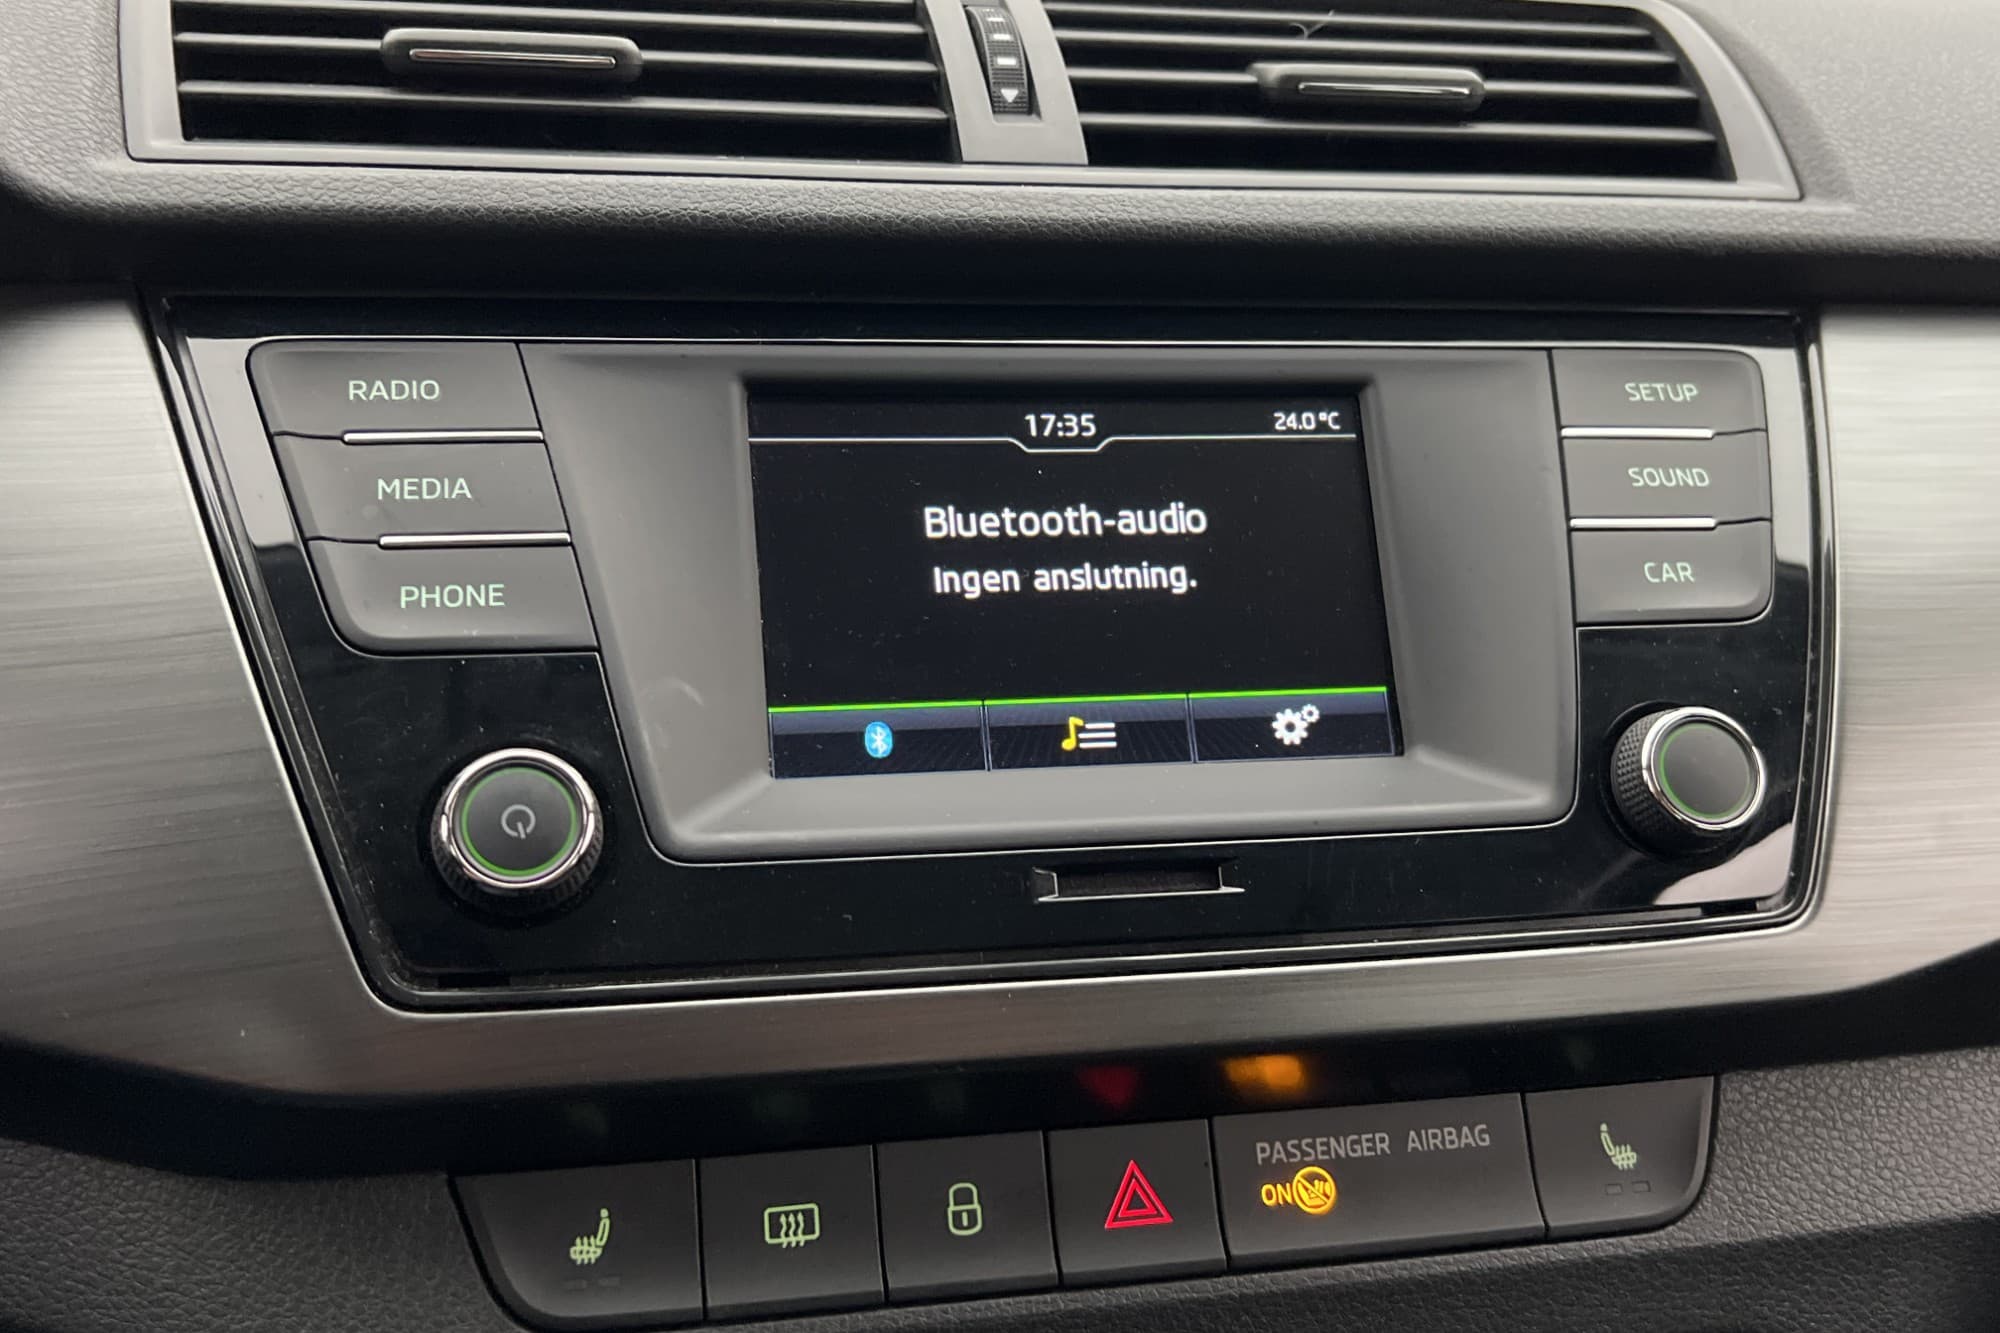 RADIO
MEDIA
PHONE
17:35
24.0°C
Bluetooth-audio
Ingen anslutning.
SETUP
SOUND
CAR
PASSENGER AIRBAG
ON